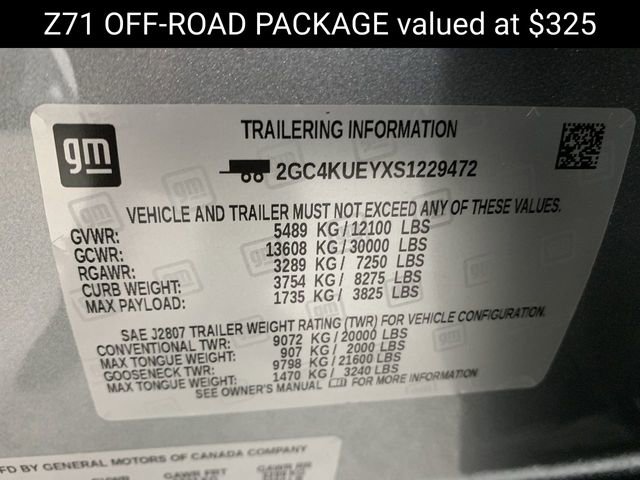 Z71 OFF-ROAD PACKAGE valued at $325
gm
TRAILERING INFORMATION
2GC4KUEYXS1229472
VEHICLE AND TRAILER MUST NOT EXCEED ANY OF THESE VALUES.
GVWR: 5489 KG / 12100 LBS
GCWR: 13608 KG / 30000 LBS
RGAWR: 3289 KG / 7250 LBS
CURB WEIGHT: 3754 KG / 8275 LBS
MAX PAYLOAD: 1735 KG / 3825 LBS
SAE J2807 TRAILER WEIGHT RATING (TWR) FOR VEHICLE CONFIGURATION.
CONVENTIONAL TWR: 9072 KG / 20000 LBS
MAX TONGUE WEIGHT: 907 KG / 2000 LBS
GOOSENECK TWR: 9798 KG / 21600 LBS
MAX TONGUE WEIGHT: 1470 KG / 3240 LBS
SEE OWNER'S MANUAL FOR MORE INFORMATION
MFD BY GENERAL MOTORS OF CANADA COMPANY
GAWR FRT GAWR RR